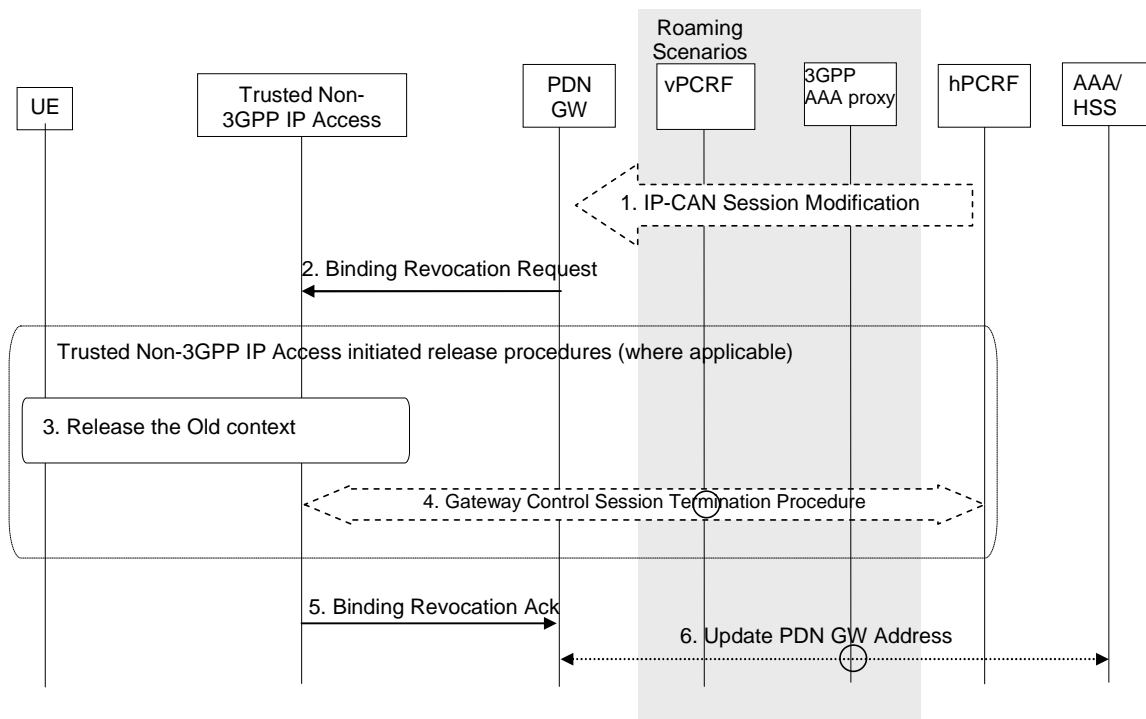 Roaming
Scenarios
UE
Trusted Non-
3GPP IP Access
PDN
GW
vPCRF
3GPP
AAA proxy
hPCRF
AAA/
HSS
1. IP-CAN Session Modification
2. Binding Revocation Request
Trusted Non-3GPP IP Access initiated release procedures (where applicable)
3. Release the Old context
4. Gateway Control Session Termination Procedure
5. Binding Revocation Ack
6. Update PDN GW Address